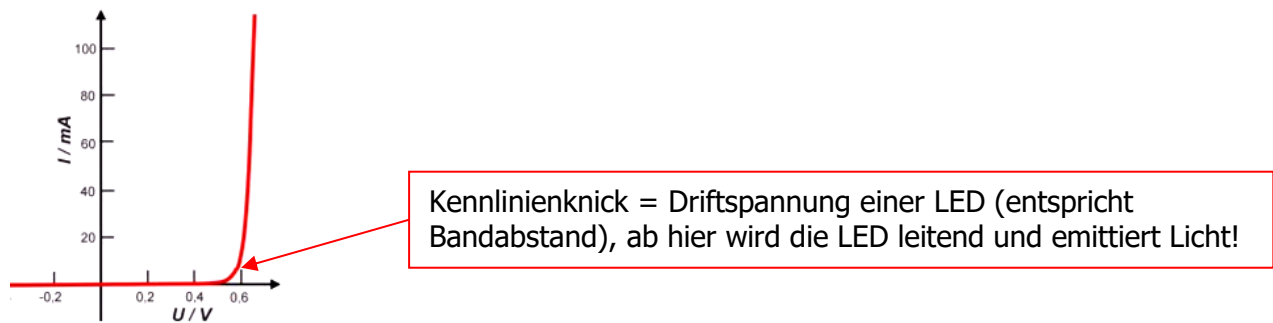 100
80
60
40
20
I / mA
-0,2
0,2
0,4
0,6
U / V
Kennlinienknick = Driftspannung einer LED (entspricht
Bandabstand), ab hier wird die LED leitend und emittiert Licht!